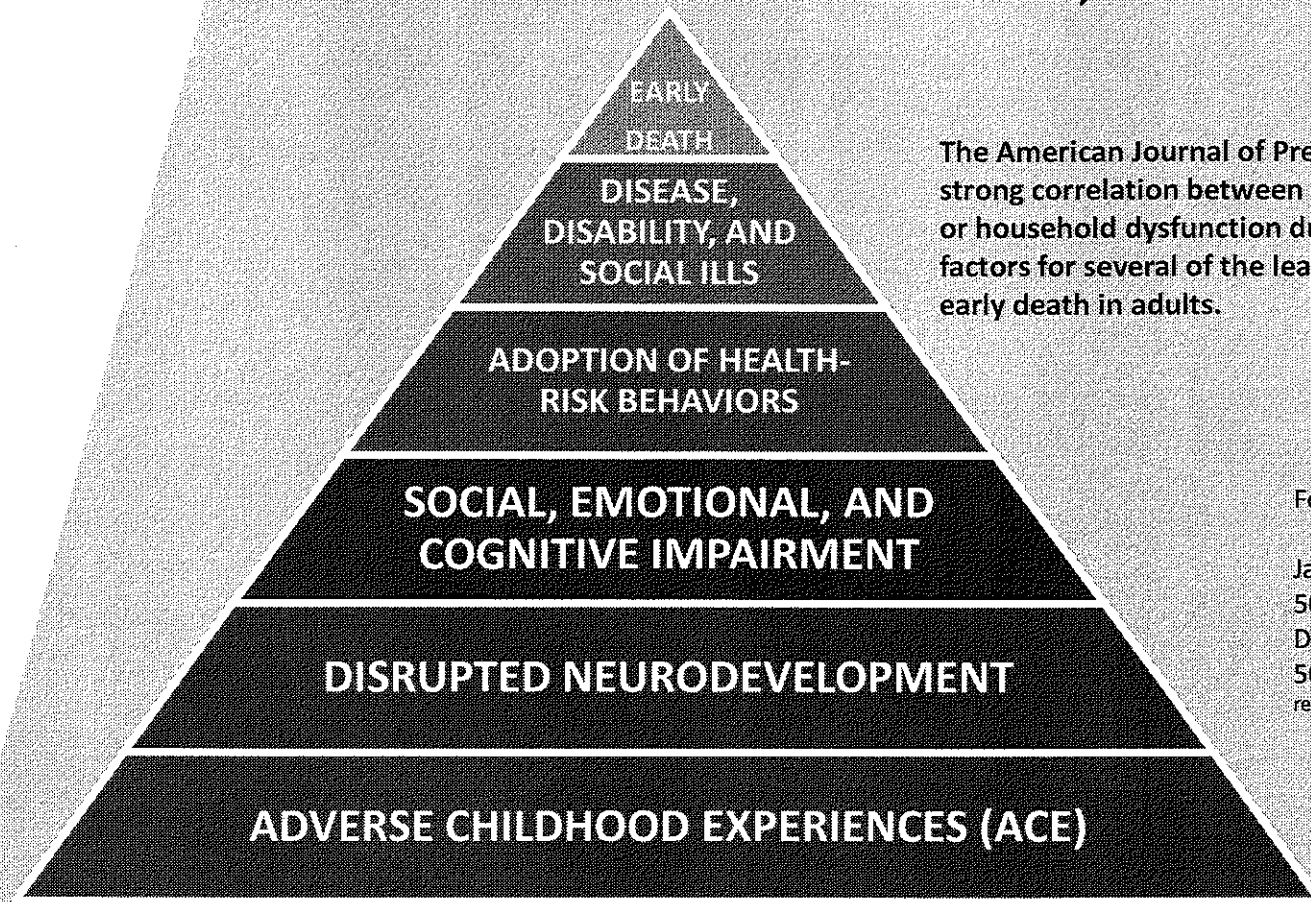 EARLY
DEATH
DISEASE,
DISABILITY, AND
SOCIAL ILLS
ADOPTION OF HEALTH-
RISK BEHAVIORS
SOCIAL, EMOTIONAL, AND
COGNITIVE IMPAIRMENT
DISRUPTED NEURODEVELOPMENT
ADVERSE CHILDHOOD EXPERIENCES (ACE)
The American Journal of Pre
strong correlation between
or household dysfunction du
factors for several of the lea
early death in adults.